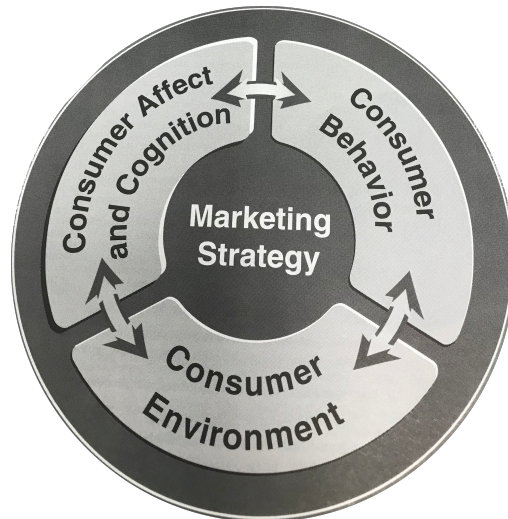 Consumer Affect
and Cognition
Consumer
Behavior
Marketing
Strategy
Consumer
Environment